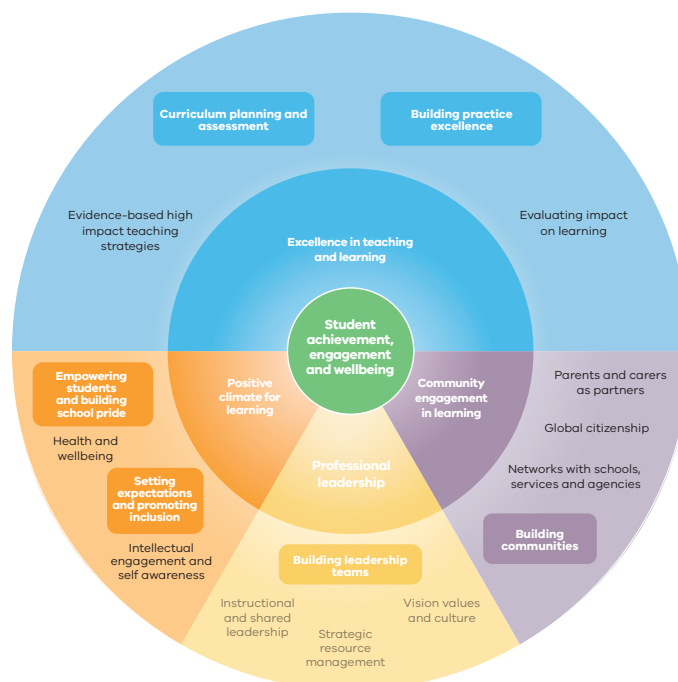 Curriculum planning and
assessment
Building practice
excellence
Evidence-based high
impact teaching
strategies
Evaluating impact
on learning
Excellence in teaching
and learning
Student
achievement,
engagement
and wellbeing
Positive
climate for
learning
Community
engagement
in learning
Professional
leadership
Empowering
students
and building
school pride
Health and
wellbeing
Setting
expectations
and promoting
inclusion
Intellectual
engagement and
self awareness
Building leadership
teams
Instructional
and shared
leadership
Strategic
resource
management
Vision values
and culture
Parents and carers
as partners
Global citizenship
Networks with schools,
services and agencies
Building
communities